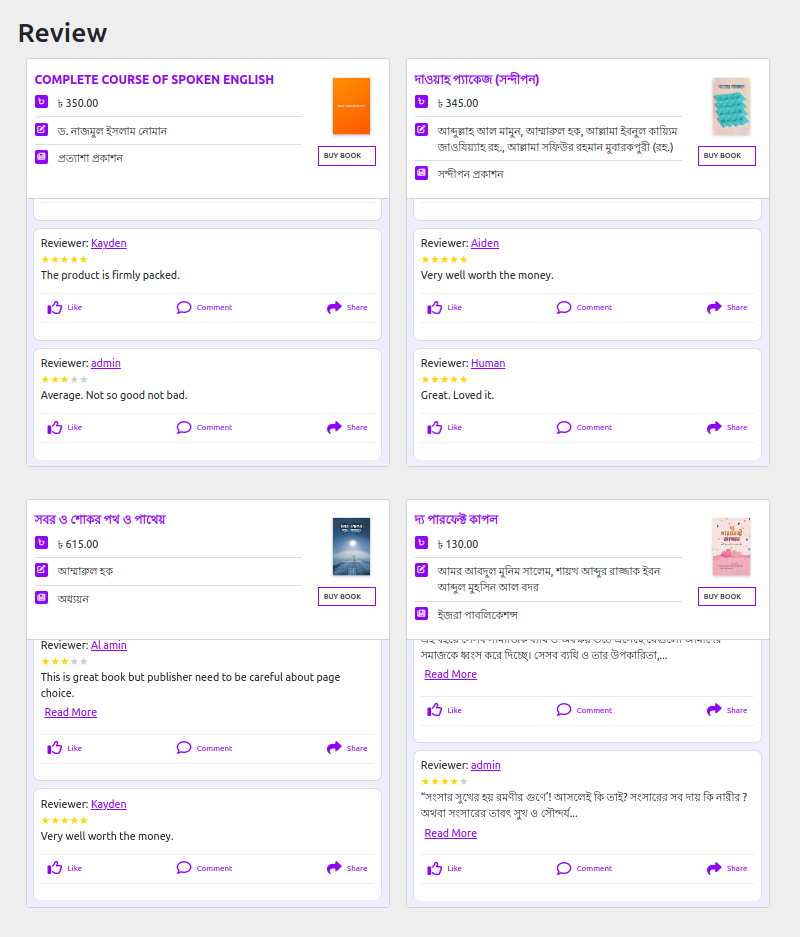 Review
COMPLETE COURSE OF SPOKEN ENGLISH
৳ 350.00
ড. নাজমুল ইসলাম নোমান
প্রত্যাশা প্রকাশন
BUY BOOK
Reviewer: Kayden
★★★★★
The product is firmly packed.
Like Comment Share
Reviewer: admin
★★★★★
Average. Not so good not bad.
Like Comment Share
দাওয়াহ প্যাকেজ (সন্দীপন)
৳ 345.00
আব্দুল্লাহ আল মামুন, আম্মারুল হক, আল্লামা ইবনুল কায়্যিম
জাওযিয়্যাহ রহ., আল্লামা সফিউর রহমান মুবারকপুরী (রহ.)
সন্দীপন প্রকাশন
BUY BOOK
Reviewer: Aiden
★★★★★
Very well worth the money.
Like Comment Share
Reviewer: Human
★★★★★
Great. Loved it.
Like Comment Share
সবর ও শোকর পথ ও পাথেয়
৳ 615.00
আম্মারুল হক
অধ্যয়ন
BUY BOOK
Reviewer: Al amin
★★★★★
This is great book but publisher need to be careful about page
choice.
Read More
Like Comment Share
Reviewer: Kayden
★★★★★
Very well worth the money.
Like Comment Share
দ্য পারফেক্ট কাপল
৳ 130.00
আমর আবদুল মুনিম সালেম, শায়খ আব্দুর রাজ্জাক ইবন
আব্দুল মুহসিন আল বদর
ইজরা পাবলিকেশন্স
BUY BOOK
সমাজকে ধ্বংস করে দিচ্ছে। সেসব ব্যধি ও তার উপকারিতা,...
Read More
Like Comment Share
Reviewer: admin
★★★★★
“সংসার সুখের হয় রমণীর গুণে’! আসলেই কি তাই? সংসারের সব দায় কি নারীর ?
অথবা সংসারের তাবৎ সুখ ও সৌন্দর্য...
Read More
Like Comment Share